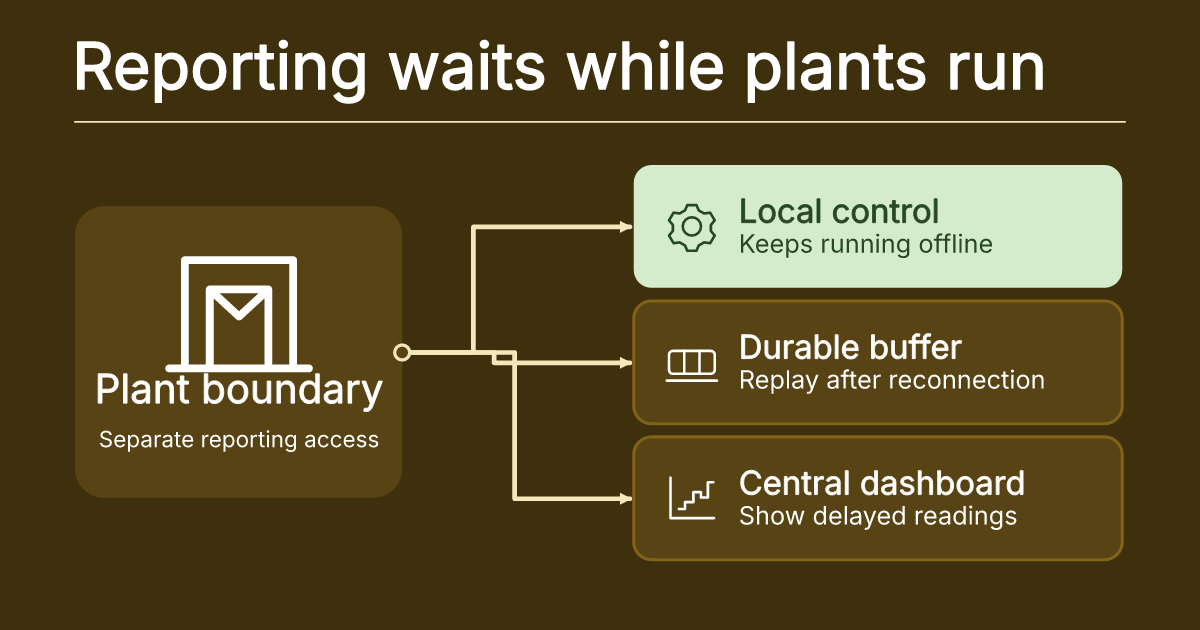 Reporting waits while plants run
Plant boundary
Separate reporting access
Local control
Keeps running offline
Durable buffer
Replay after reconnection
Central dashboard
Show delayed readings